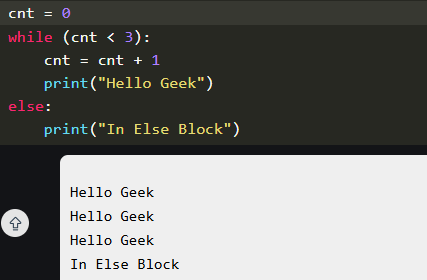 cnt = 0
while (cnt < 3):
    cnt = cnt + 1
    print("Hello Geek")
else:
    print("In Else Block")
Hello Geek
Hello Geek
Hello Geek
In Else Block